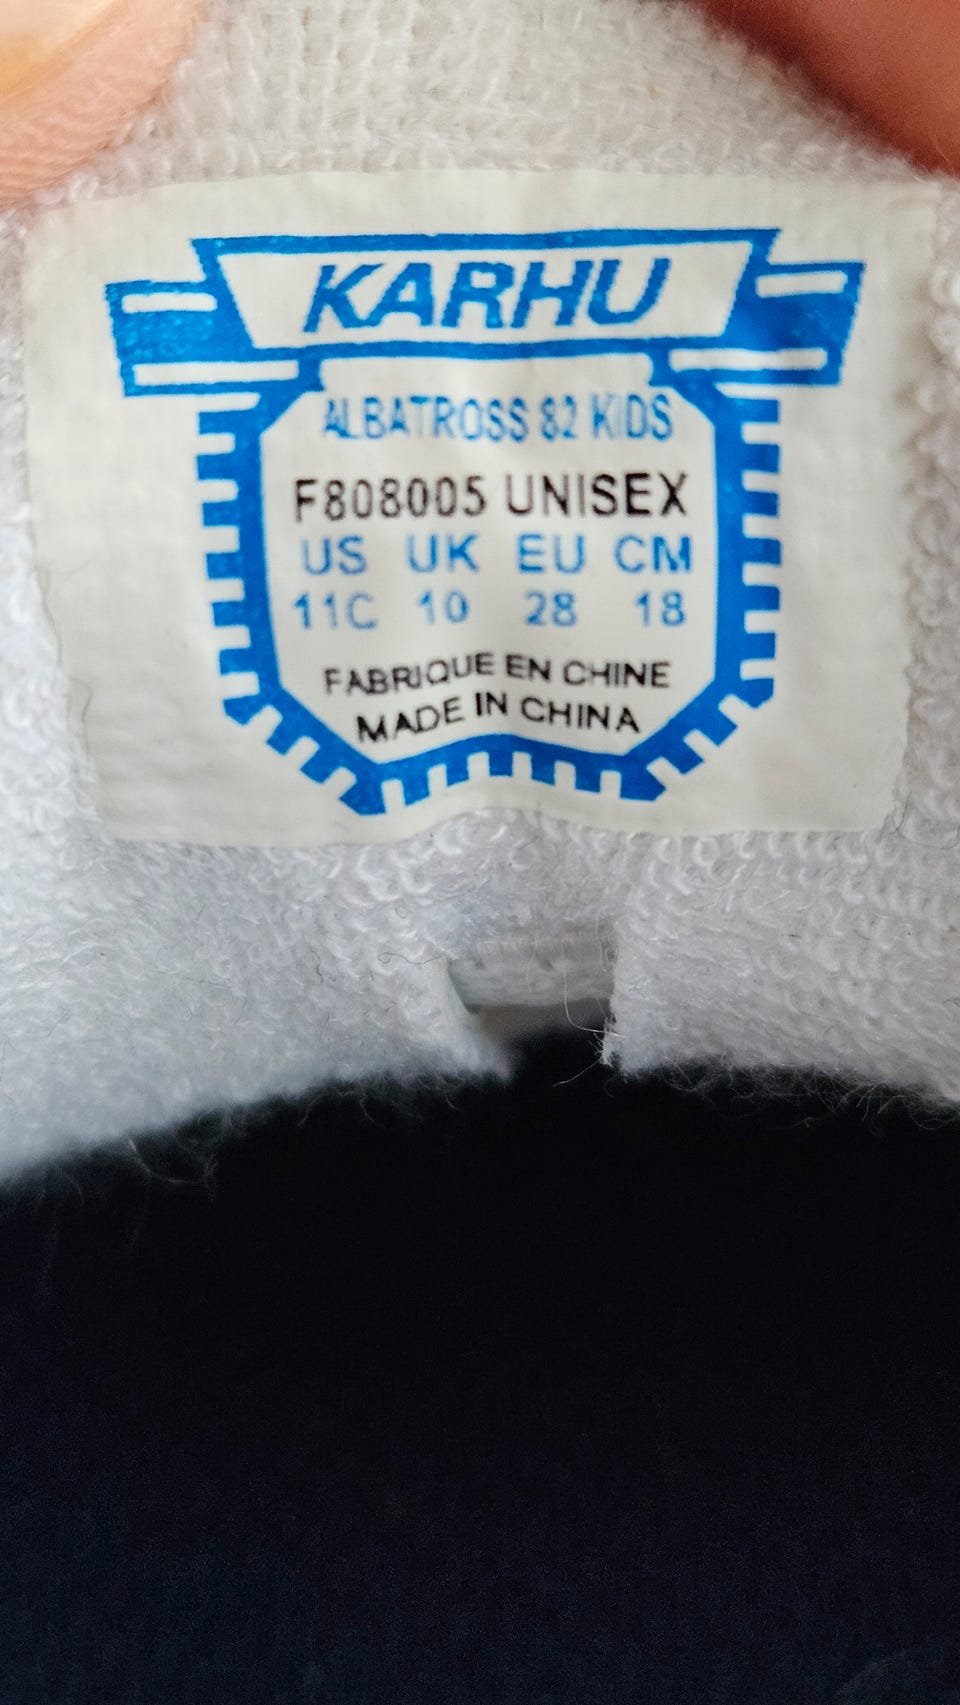 KARHU
ALBATROSS 82 KIDS
F808005 UNISEX
US UK EU CM
11C 10 28 18
FABRIQUE EN CHINE
MADE IN CHINA